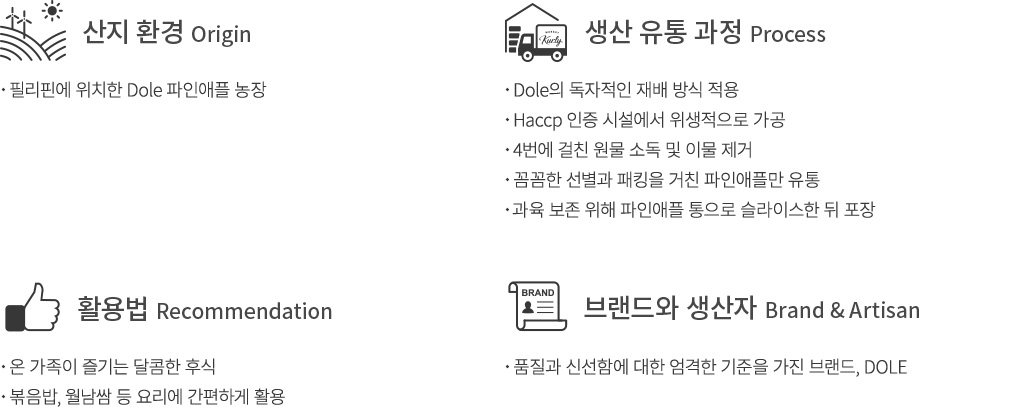 산지 환경 Origin
· 필리핀에 위치한 Dole 파인애플 농장
Kurly
생산 유통 과정 Process
· Dole의 독자적인 재배 방식 적용
· Haccp 인증 시설에서 위생적으로 가공
· 4번에 걸친 원물 소독 및 이물 제거
· 꼼꼼한 선별과 패킹을 거친 파인애플만 유통
· 과육 보존 위해 파인애플 통으로 슬라이스한 뒤 포장
활용법 Recommendation
· 온 가족이 즐기는 달콤한 후식
· 볶음밥, 월남쌈 등 요리에 간편하게 활용
BRAND
브랜드와 생산자 Brand & Artisan
· 품질과 신선함에 대한 엄격한 기준을 가진 브랜드, DOLE